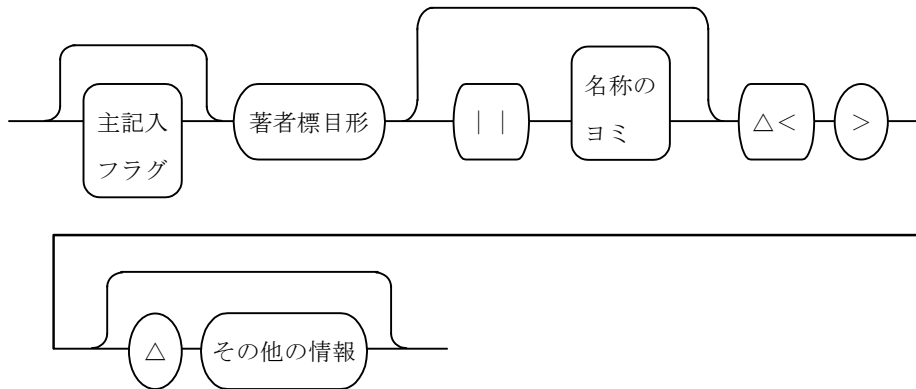 主記入
フラグ
著者標目形
||
名称の
ヨミ
△<
>
△
その他の情報